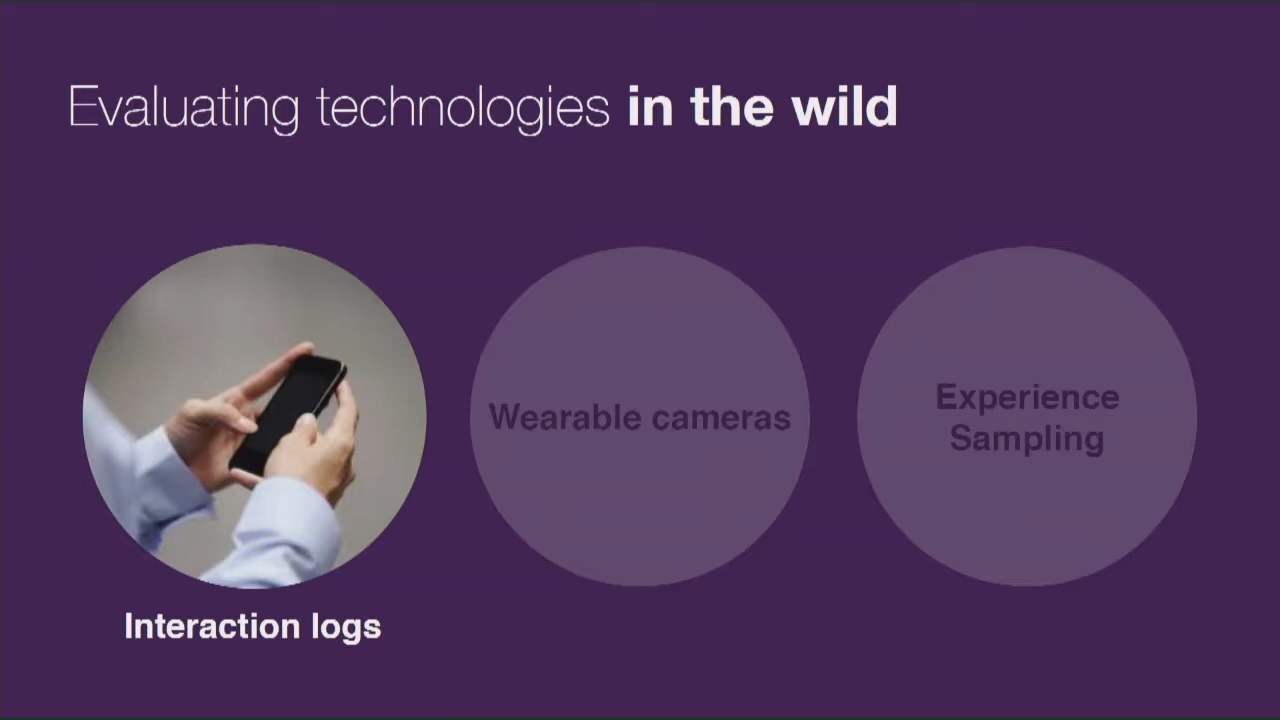 Evaluating technologies in the wild
Wearable cameras
Experience
Sampling
Interaction logs